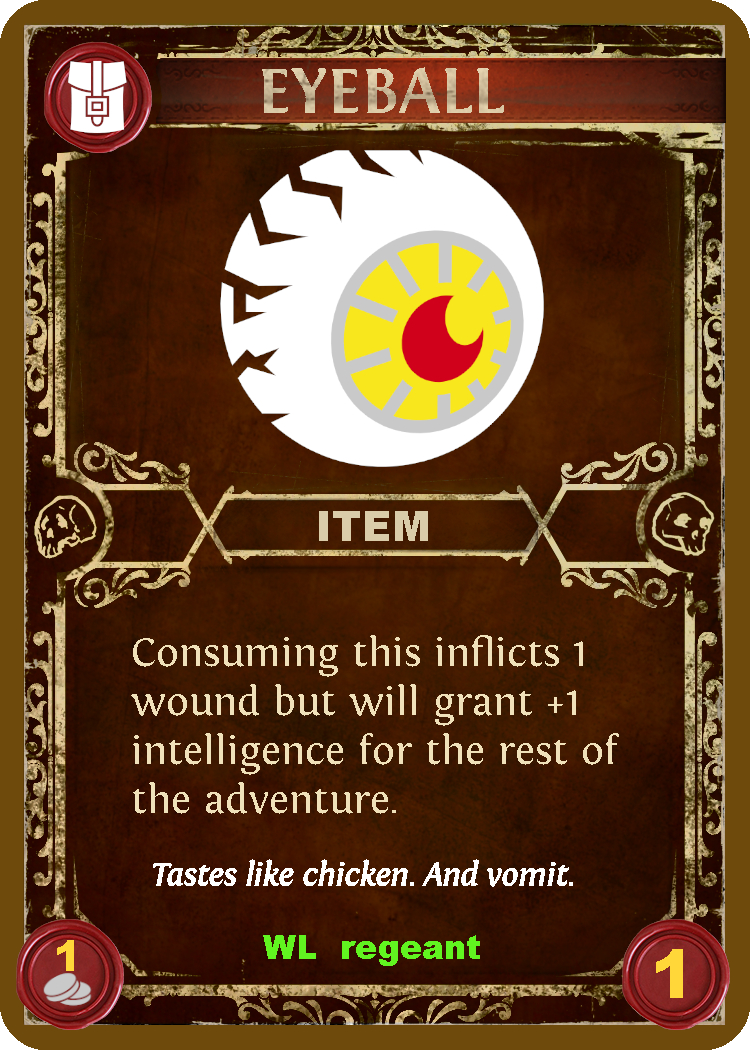 EYEBALL
ITEM
Consuming this inflicts 1
wound but will grant +1
intelligence for the rest of
the adventure.
Tastes like chicken. And vomit.
WL regeant
1
1